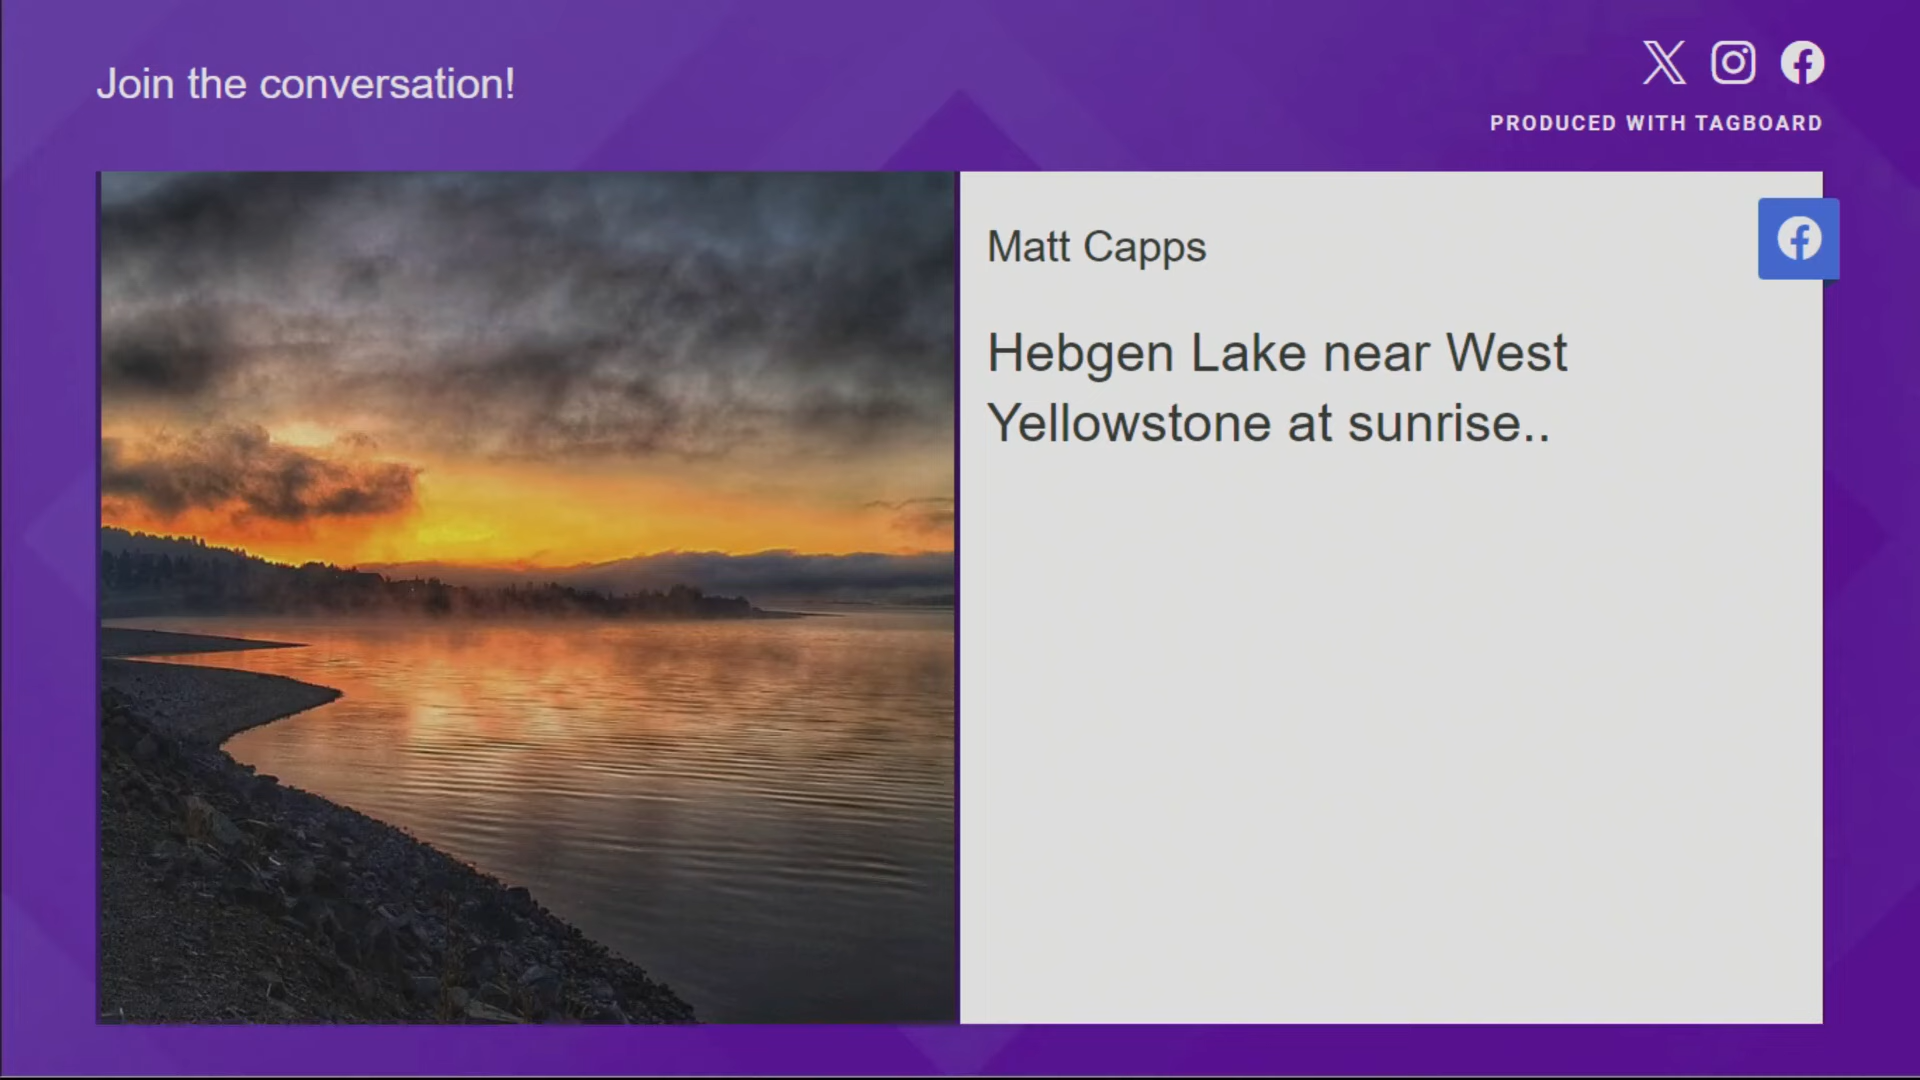 Join the conversation!
PRODUCED WITH TAGBOARD
Matt Capps
Hebgen Lake near West
Yellowstone at sunrise..